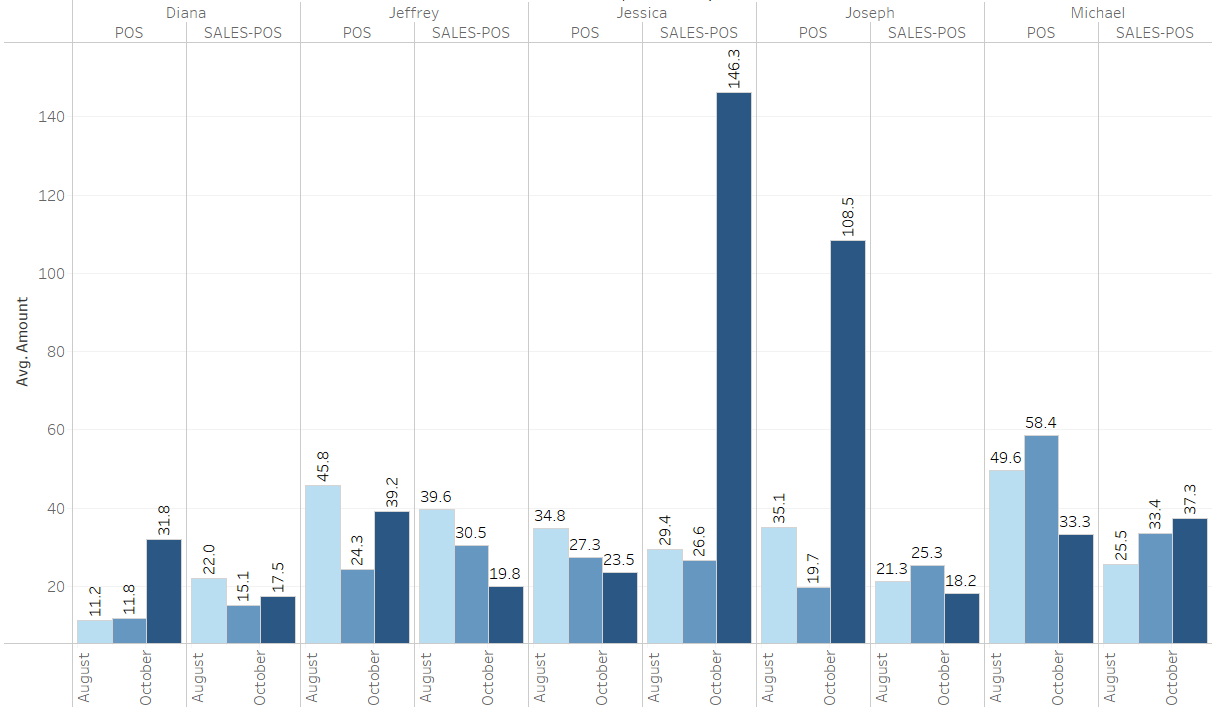 Diana Jeffrey Jessica Joseph Michael
POS SALES-POS POS SALES-POS POS SALES-POS POS SALES-POS POS SALES-POS
Avg. Amount
140
120
100
80
60
40
20
11.2 11.8 31.8 22.0 15.1 17.5 45.8 24.3 39.2 39.6 30.5 19.8 34.8 27.3 23.5 29.4 26.6 146.3 35.1 19.7 108.5 21.3 25.3 18.2 49.6 58.4 33.3 25.5 33.4 37.3
August October August October August October August October August October August October August October August October August October August October